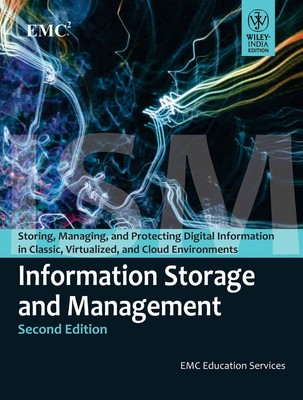 EMC²
WILEY-
INDIA
EDITION
ISM
Storing, Managing, and Protecting Digital Information
in Classic, Virtualized, and Cloud Environments
Information Storage
and Management
Second Edition
EMC Education Services